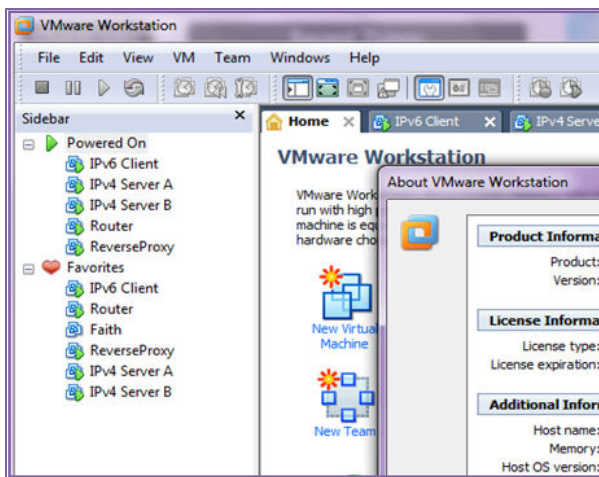 VMware Workstation
File Edit View VM Team Windows Help
Sidebar
Powered On
IPv6 Client
IPv4 Server A
IPv4 Server B
Router
ReverseProxy
Favorites
IPv6 Client
Router
Faith
ReverseProxy
IPv4 Server A
IPv4 Server B
Home IPv6 Client IPv4 Serve
VMware Workstation
VMware Work
run with high
machine is equ
hardware cho
New Virtual
Machine
New Team
About VMware Workstation
Product Informa
Product:
Version:
License Informa
License type:
License expiration:
Additional Inform
Host name:
Memory:
Host OS version: